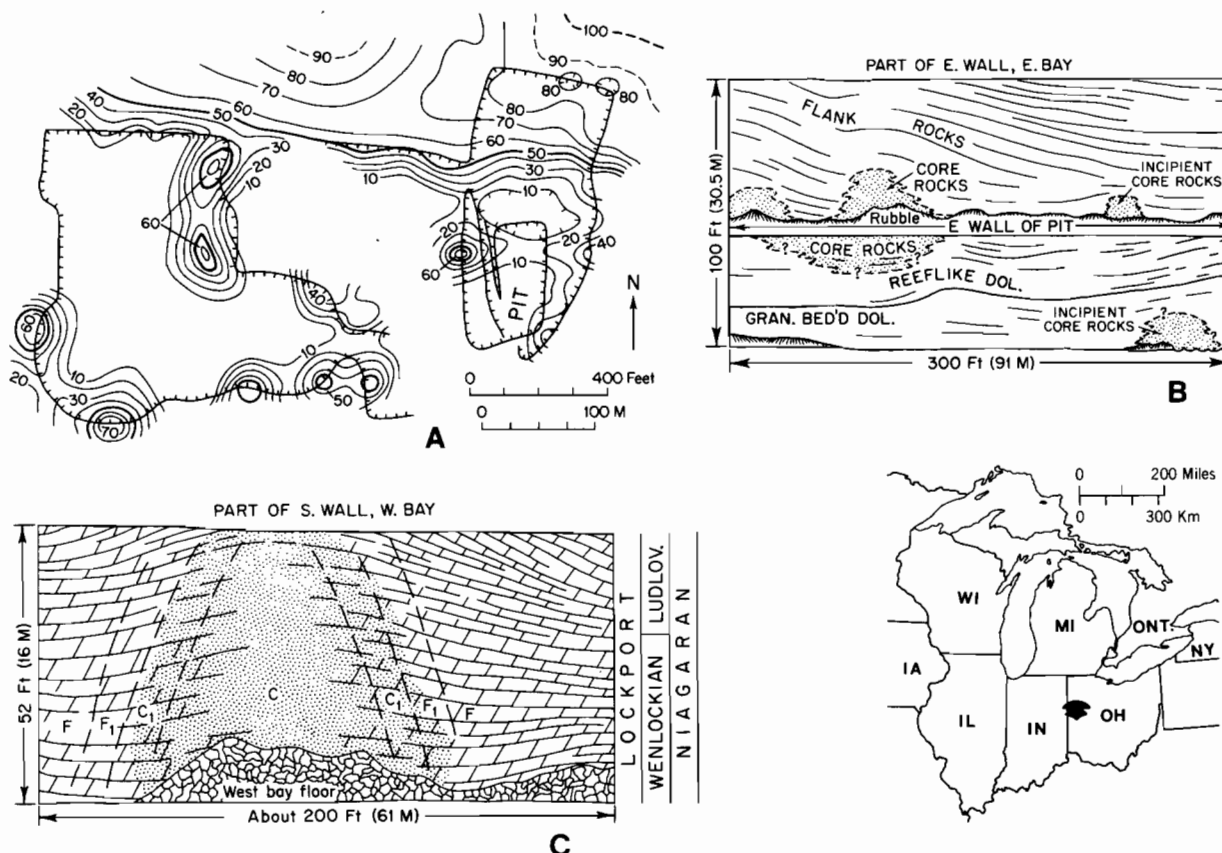 100
90
90
80
80
80
80
70
70
60
60
50
50
40
30
20
10
40
50
20
30
20
10
60
10
20
10
20
40
60
10
PIT
N
40
10
60
20
10
30
50
70
0 400 Feet
0 100 M
A
PART OF E. WALL, E. BAY
FLANK
ROCKS
CORE
ROCKS
INCIPIENT
CORE ROCKS
Rubble
E. WALL OF PIT
? CORE ROCKS ?
? ? ?
REEFLIKE DOL.
GRAN. BED'D DOL.
INCIPIENT
CORE ROCKS
?
?
100 Ft (30.5 M)
300 Ft (91 M)
B
PART OF S. WALL, W. BAY
52 Ft (16 M)
F F1 C1 C C1 F1 F
West bay floor
About 200 Ft (61 M)
LOCKPORT
WENLOCKIAN LUDLOV.
NIAGARAN
C
0 200 Miles
0 300 Km
WI
MI
ONT.
NY
IA
IL
IN
OH